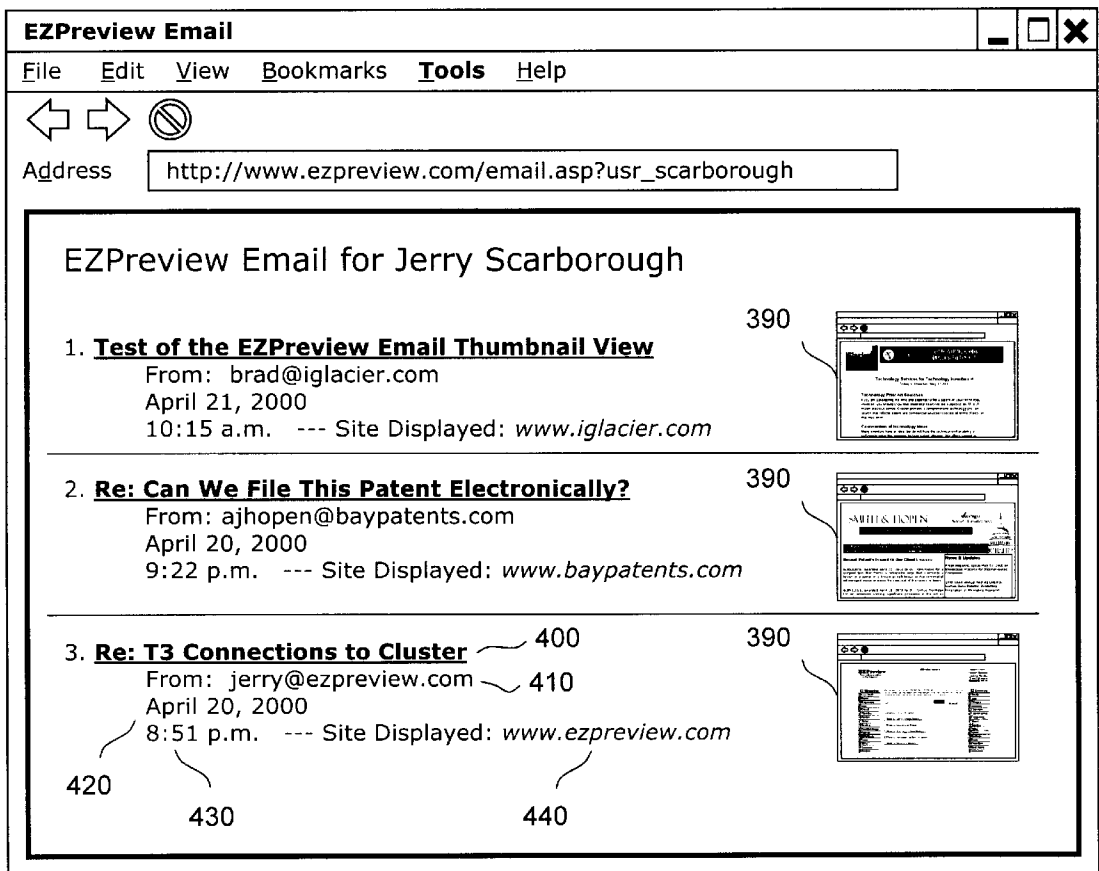 EZPreview Email
File Edit View Bookmarks Tools Help
Address http://www.ezpreview.com/email.asp?usr_scarborough
EZPreview Email for Jerry Scarborough
390
1. Test of the EZPreview Email Thumbnail View
From: brad@iglacier.com
April 21, 2000
10:15 a.m. --- Site Displayed: www.iglacier.com
390
2. Re: Can We File This Patent Electronically?
From: ajhopen@baypatents.com
April 20, 2000
9:22 p.m. --- Site Displayed: www.baypatents.com
SMITH & HOPEN
390
3. Re: T3 Connections to Cluster 400
From: jerry@ezpreview.com 410
April 20, 2000
8:51 p.m. --- Site Displayed: www.ezpreview.com
420
430 440